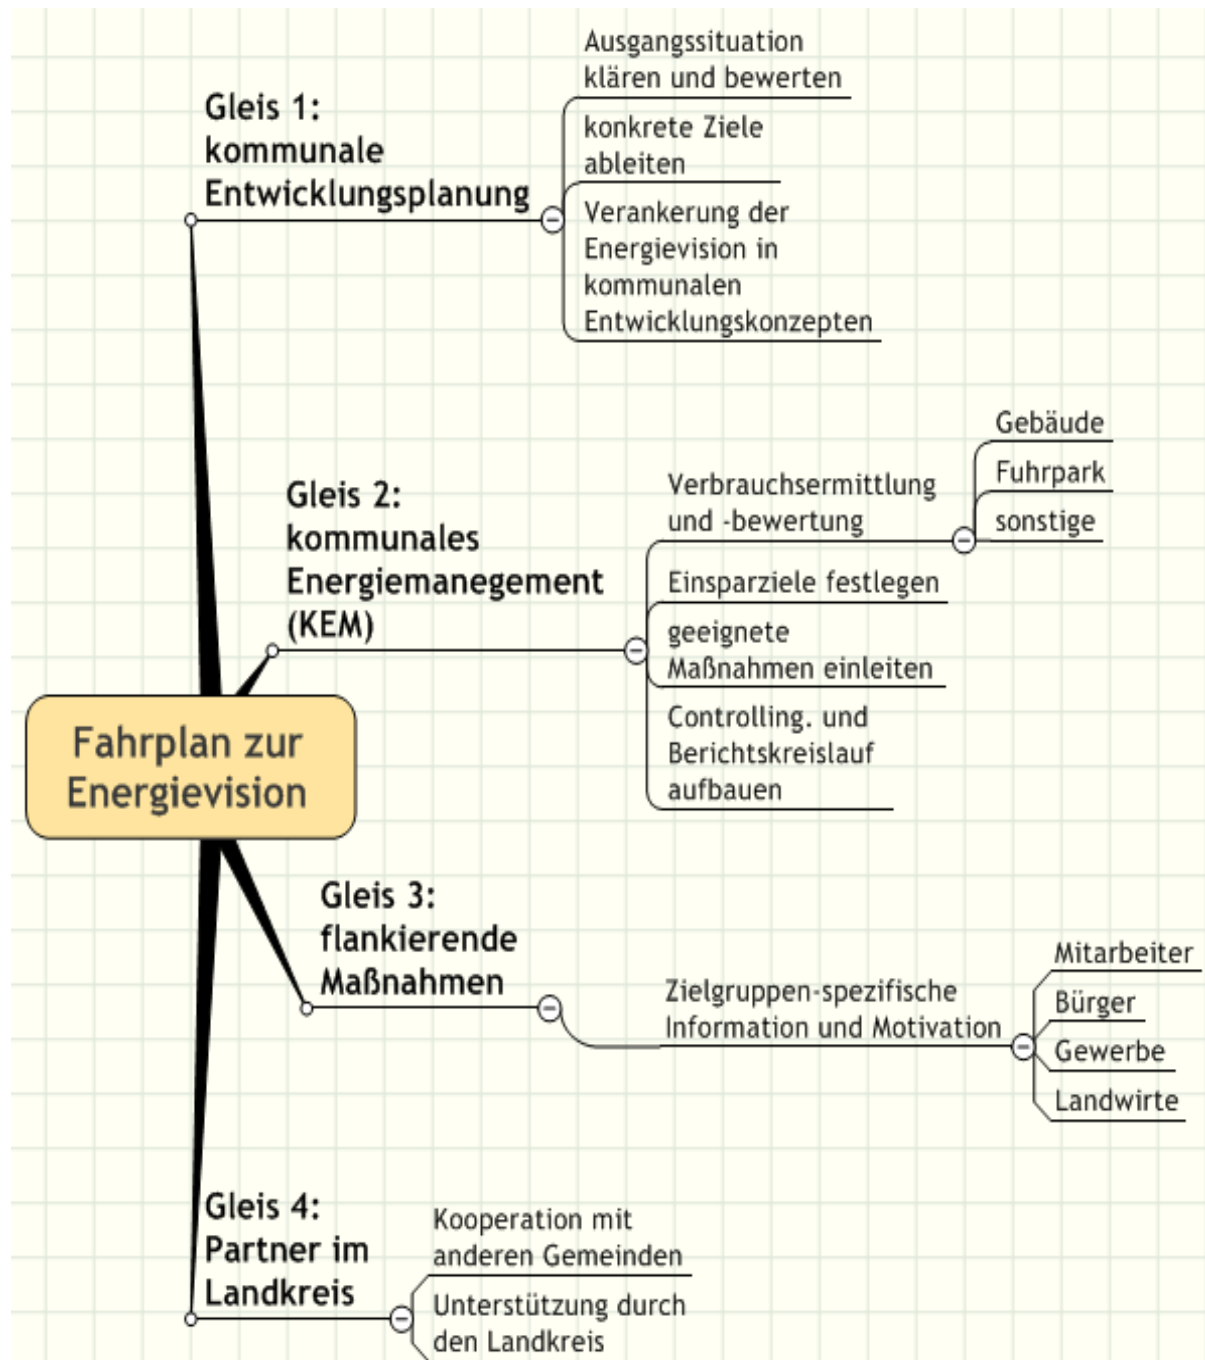 Fahrplan zur
Energievision
Gleis 1:
kommunale
Entwicklungsplanung
Ausgangssituation
klären und bewerten
konkrete Ziele
ableiten
Verankerung der
Energievision in
kommunalen
Entwicklungskonzepten
Gleis 2:
kommunales
Energiemanegement
(KEM)
Verbrauchsermittlung
und -bewertung
Gebäude
Fuhrpark
sonstige
Einsparziele festlegen
geeignete
Maßnahmen einleiten
Controlling. und
Berichtskreislauf
aufbauen
Gleis 3:
flankierende
Maßnahmen
Zielgruppen-spezifische
Information und Motivation
Mitarbeiter
Bürger
Gewerbe
Landwirte
Gleis 4:
Partner im
Landkreis
Kooperation mit
anderen Gemeinden
Unterstützung durch
den Landkreis